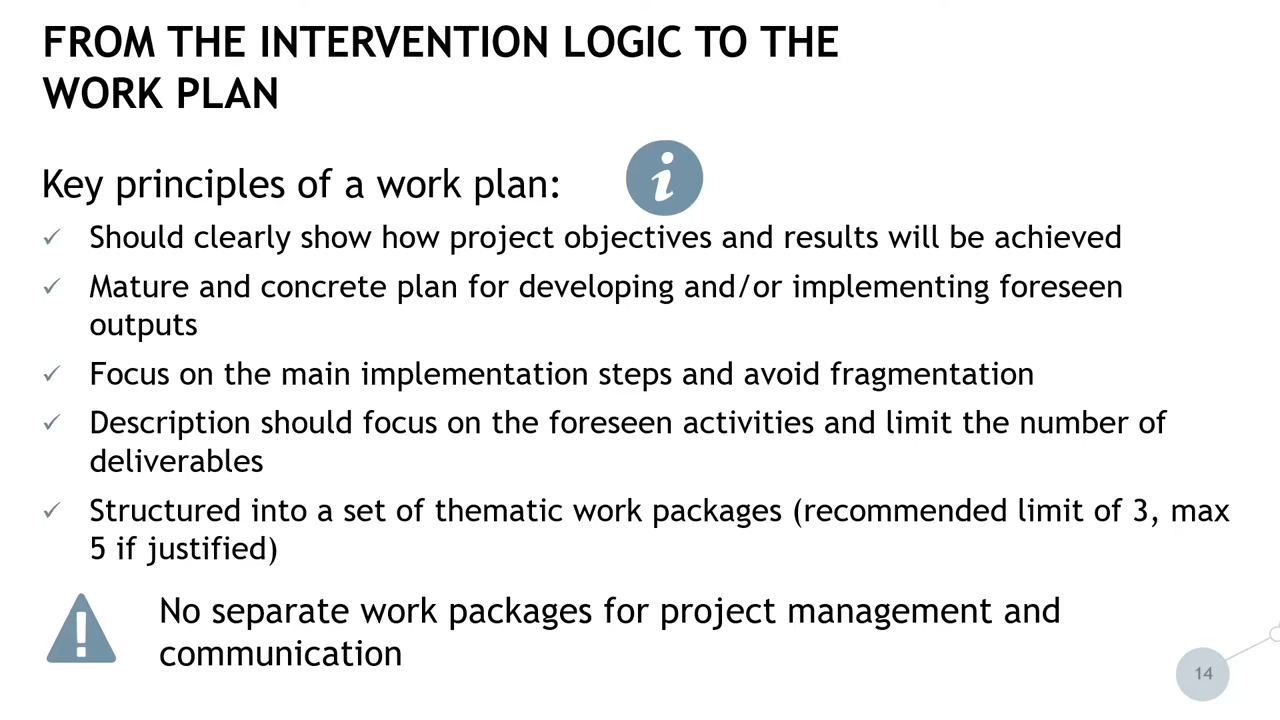 FROM THE INTERVENTION LOGIC TO THE
WORK PLAN
Key principles of a work plan:
✓ Should clearly show how project objectives and results will be achieved
✓ Mature and concrete plan for developing and/or implementing foreseen
outputs
✓ Focus on the main implementation steps and avoid fragmentation
✓ Description should focus on the foreseen activities and limit the number of
deliverables
✓ Structured into a set of thematic work packages (recommended limit of 3, max
5 if justified)
No separate work packages for project management and
communication
14